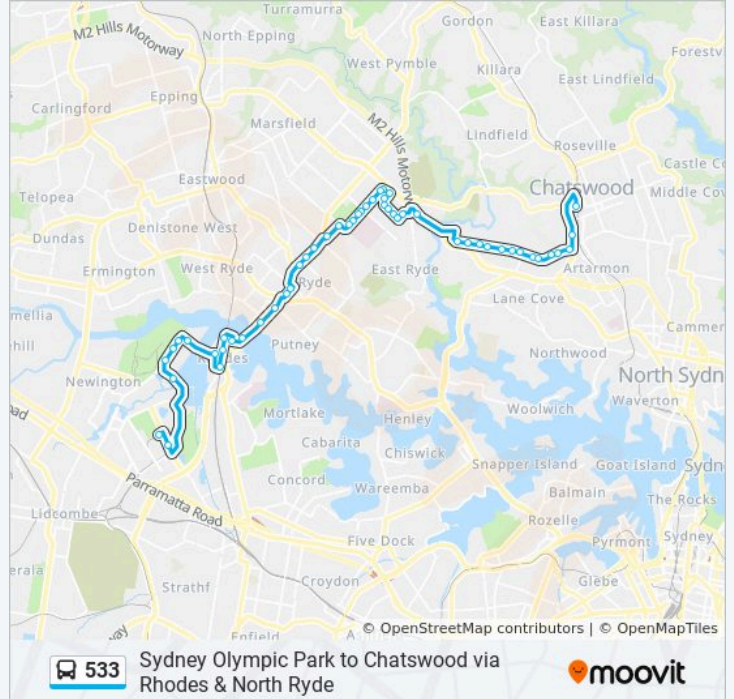 Turramurra
Gordon
East Killara
M2 Hills Motorway
North Epping
West Pymble
Killara
Forestv
East Lindfield
Epping
Carlingford
Marsfield
M2 Hills Motorw
Lindfield
Roseville
Castle Co
Eastwood
Chatswood
Middle Cov
Telopea
Denistone West
Dundas
Ermington
West Ryde
East Ryde
Artarmon
Ryde
Lane Cove
mellia
Cammer
hill
Putney
Northwood
Rhodes
Newington
North Sydn
Waverton
Mortlake
Henley
Woolwich
oad
Cabarita
Chiswick
Snapper Island
Goat Island
Sydn
Concord
Wareemba
Balmain
The Rocks
Parramatta Road
Lidcombe
Rozelle
Five Dock
Pyrmont
Sydney
erala
Strathf
Croydon
A
Glebe
way
Enfield
© OpenStreetMap contributors | © OpenMapTiles
533
Sydney Olympic Park to Chatswood via
Rhodes & North Ryde
moovit